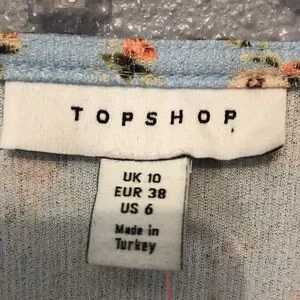 TOPSHOP
UK 10
EUR 38
US 6
Made in
Turkey